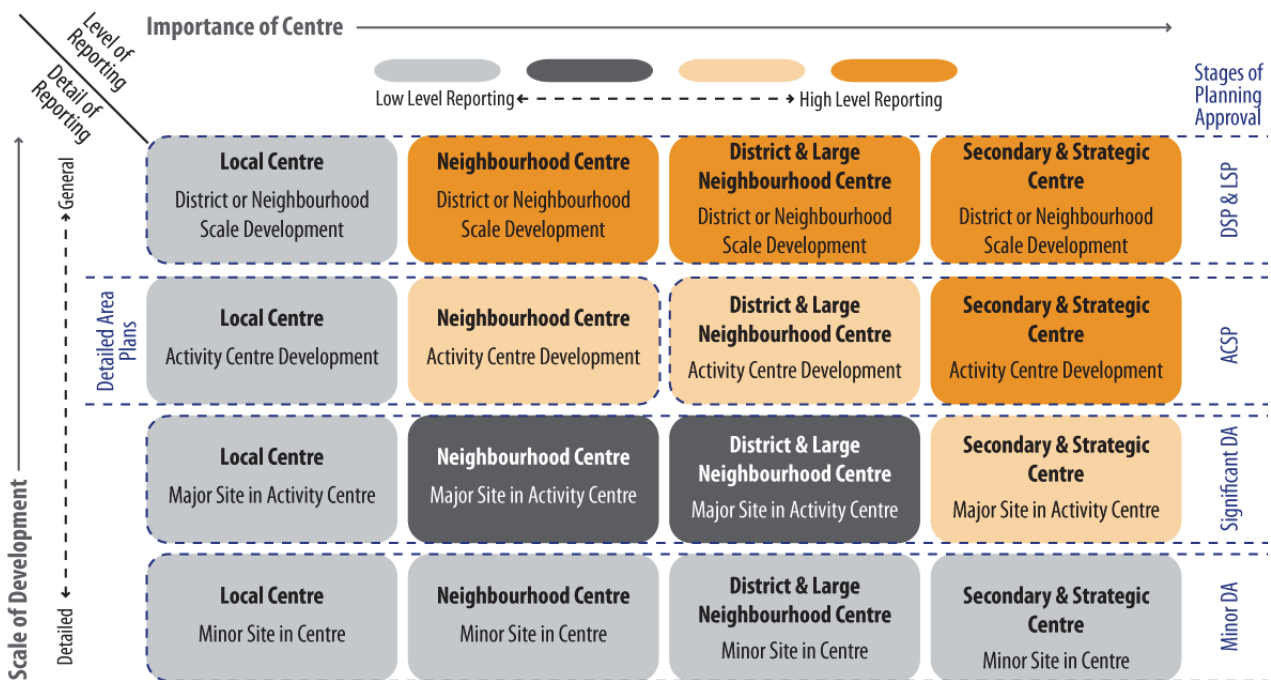 Level of
Reporting
Detail of
Reporting
Importance of Centre
Low Level Reporting
High Level Reporting
Stages of
Planning
Approval
Scale of Development
General
Detailed
Local Centre
District or Neighbourhood
Scale Development
Neighbourhood Centre
District or Neighbourhood
Scale Development
District & Large
Neighbourhood Centre
District or Neighbourhood
Scale Development
Secondary & Strategic
Centre
District or Neighbourhood
Scale Development
DSP & LSP
Detailed Area
Plans
Local Centre
Activity Centre Development
Neighbourhood Centre
Activity Centre Development
District & Large
Neighbourhood Centre
Activity Centre Development
Secondary & Strategic
Centre
Activity Centre Development
ACSP
Local Centre
Major Site in Activity Centre
Neighbourhood Centre
Major Site in Activity Centre
District & Large
Neighbourhood Centre
Major Site in Activity Centre
Secondary & Strategic
Centre
Major Site in Activity Centre
Significant DA
Local Centre
Minor Site in Centre
Neighbourhood Centre
Minor Site in Centre
District & Large
Neighbourhood Centre
Minor Site in Centre
Secondary & Strategic
Centre
Minor Site in Centre
Minor DA